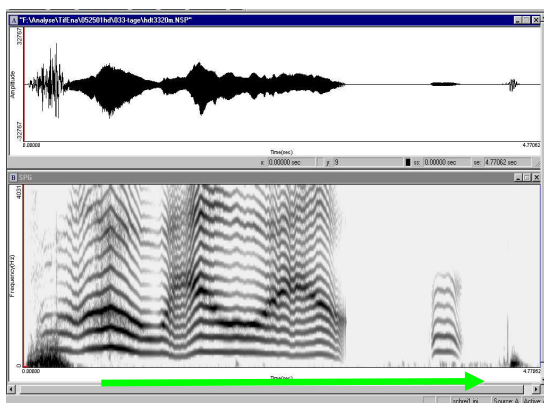 A "F:\Analyse\TilEna\052501hd\033-tage\hdt3320m.NSP"
32767
Amplitude
-32767
0.00000 Time(sec) 4.77062
x: 0.00000 sec y: 9 ss: 0.00000 sec se: 4.77062 sec
B SPG
4031
Frequency(Hz)
0
0.00000 Time(sec) 4.77062
Source: A Active